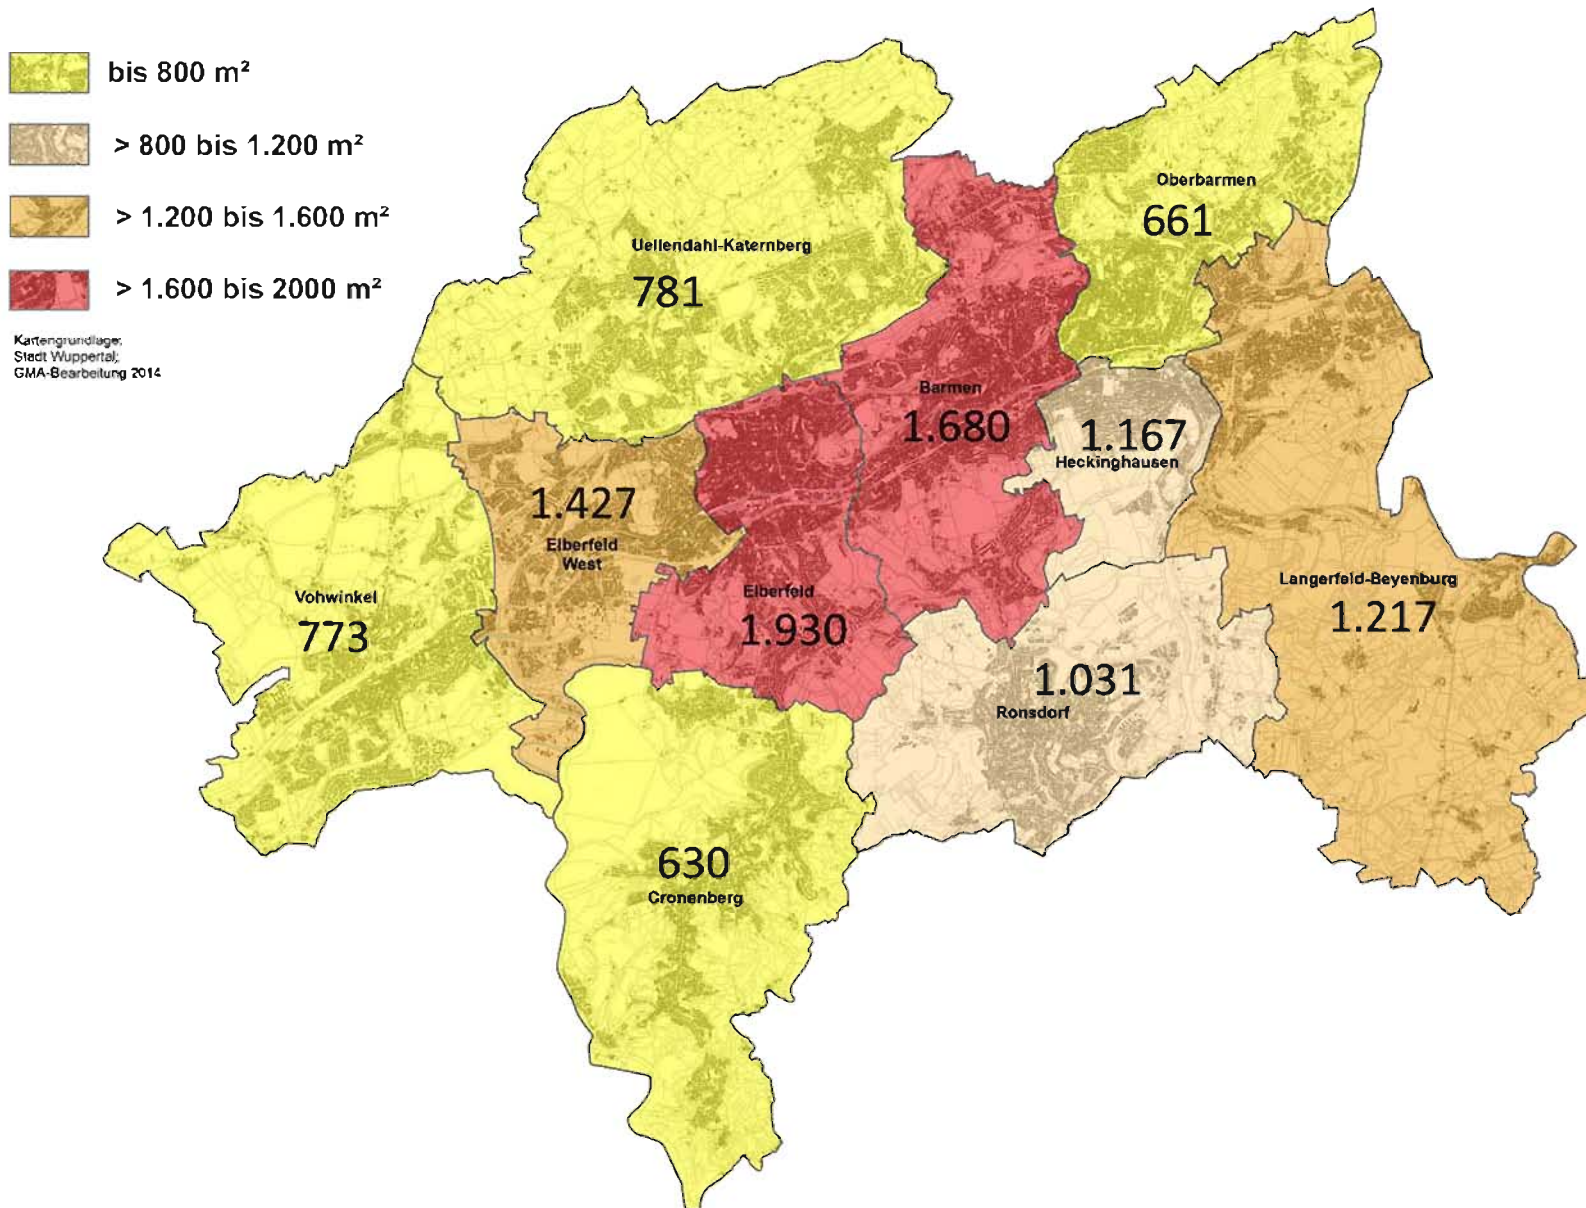 bis 800 m²
> 800 bis 1.200 m²
> 1.200 bis 1.600 m²
> 1.600 bis 2000 m²
Kartengrundlage:
Stadt Wuppertal;
GMA-Bearbeitung 2014
Oberbarmen
661
Uellendahl-Katernberg
781
Barmen
1.680
1.167
Heckinghausen
1.427
Elberfeld
West
Langerfeld-Beyenburg
1.217
Vohwinkel
773
Elberfeld
1.930
1.031
Ronsdorf
630
Cronenberg